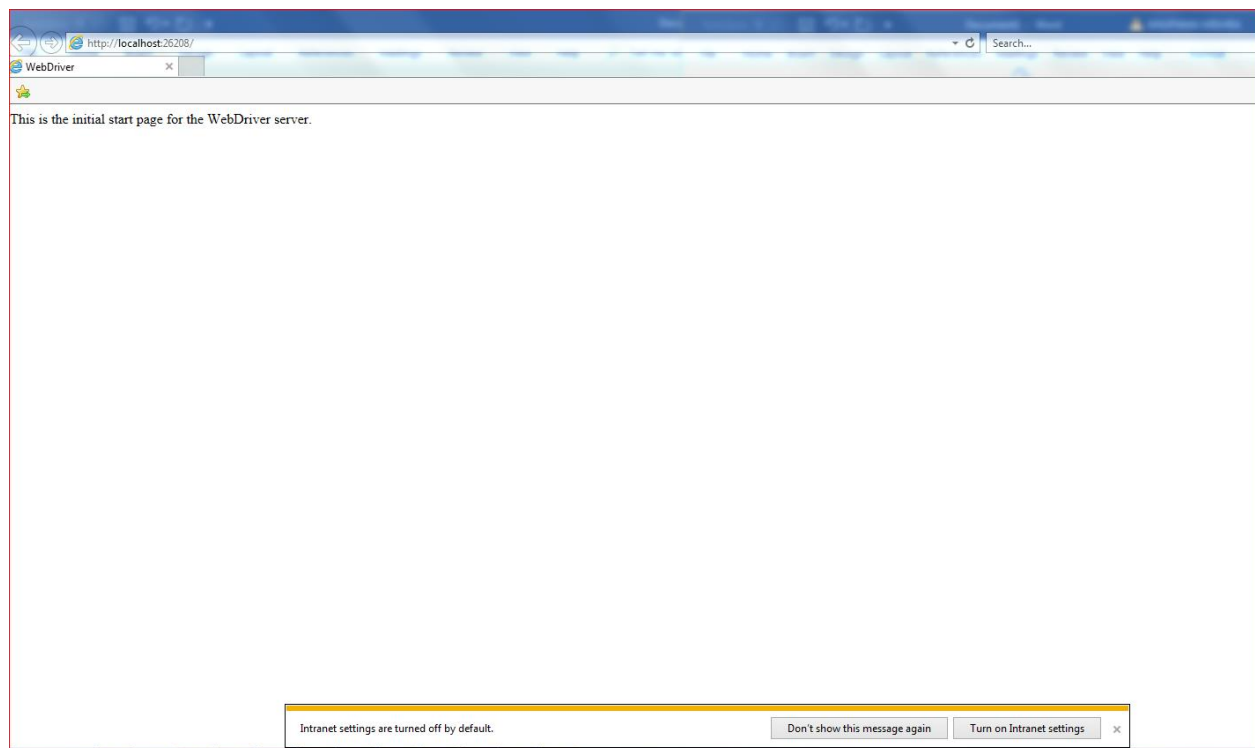 http://localhost:26208/
Search...
WebDriver
This is the initial start page for the WebDriver server.
Intranet settings are turned off by default.
Don't show this message again
Turn on Intranet settings